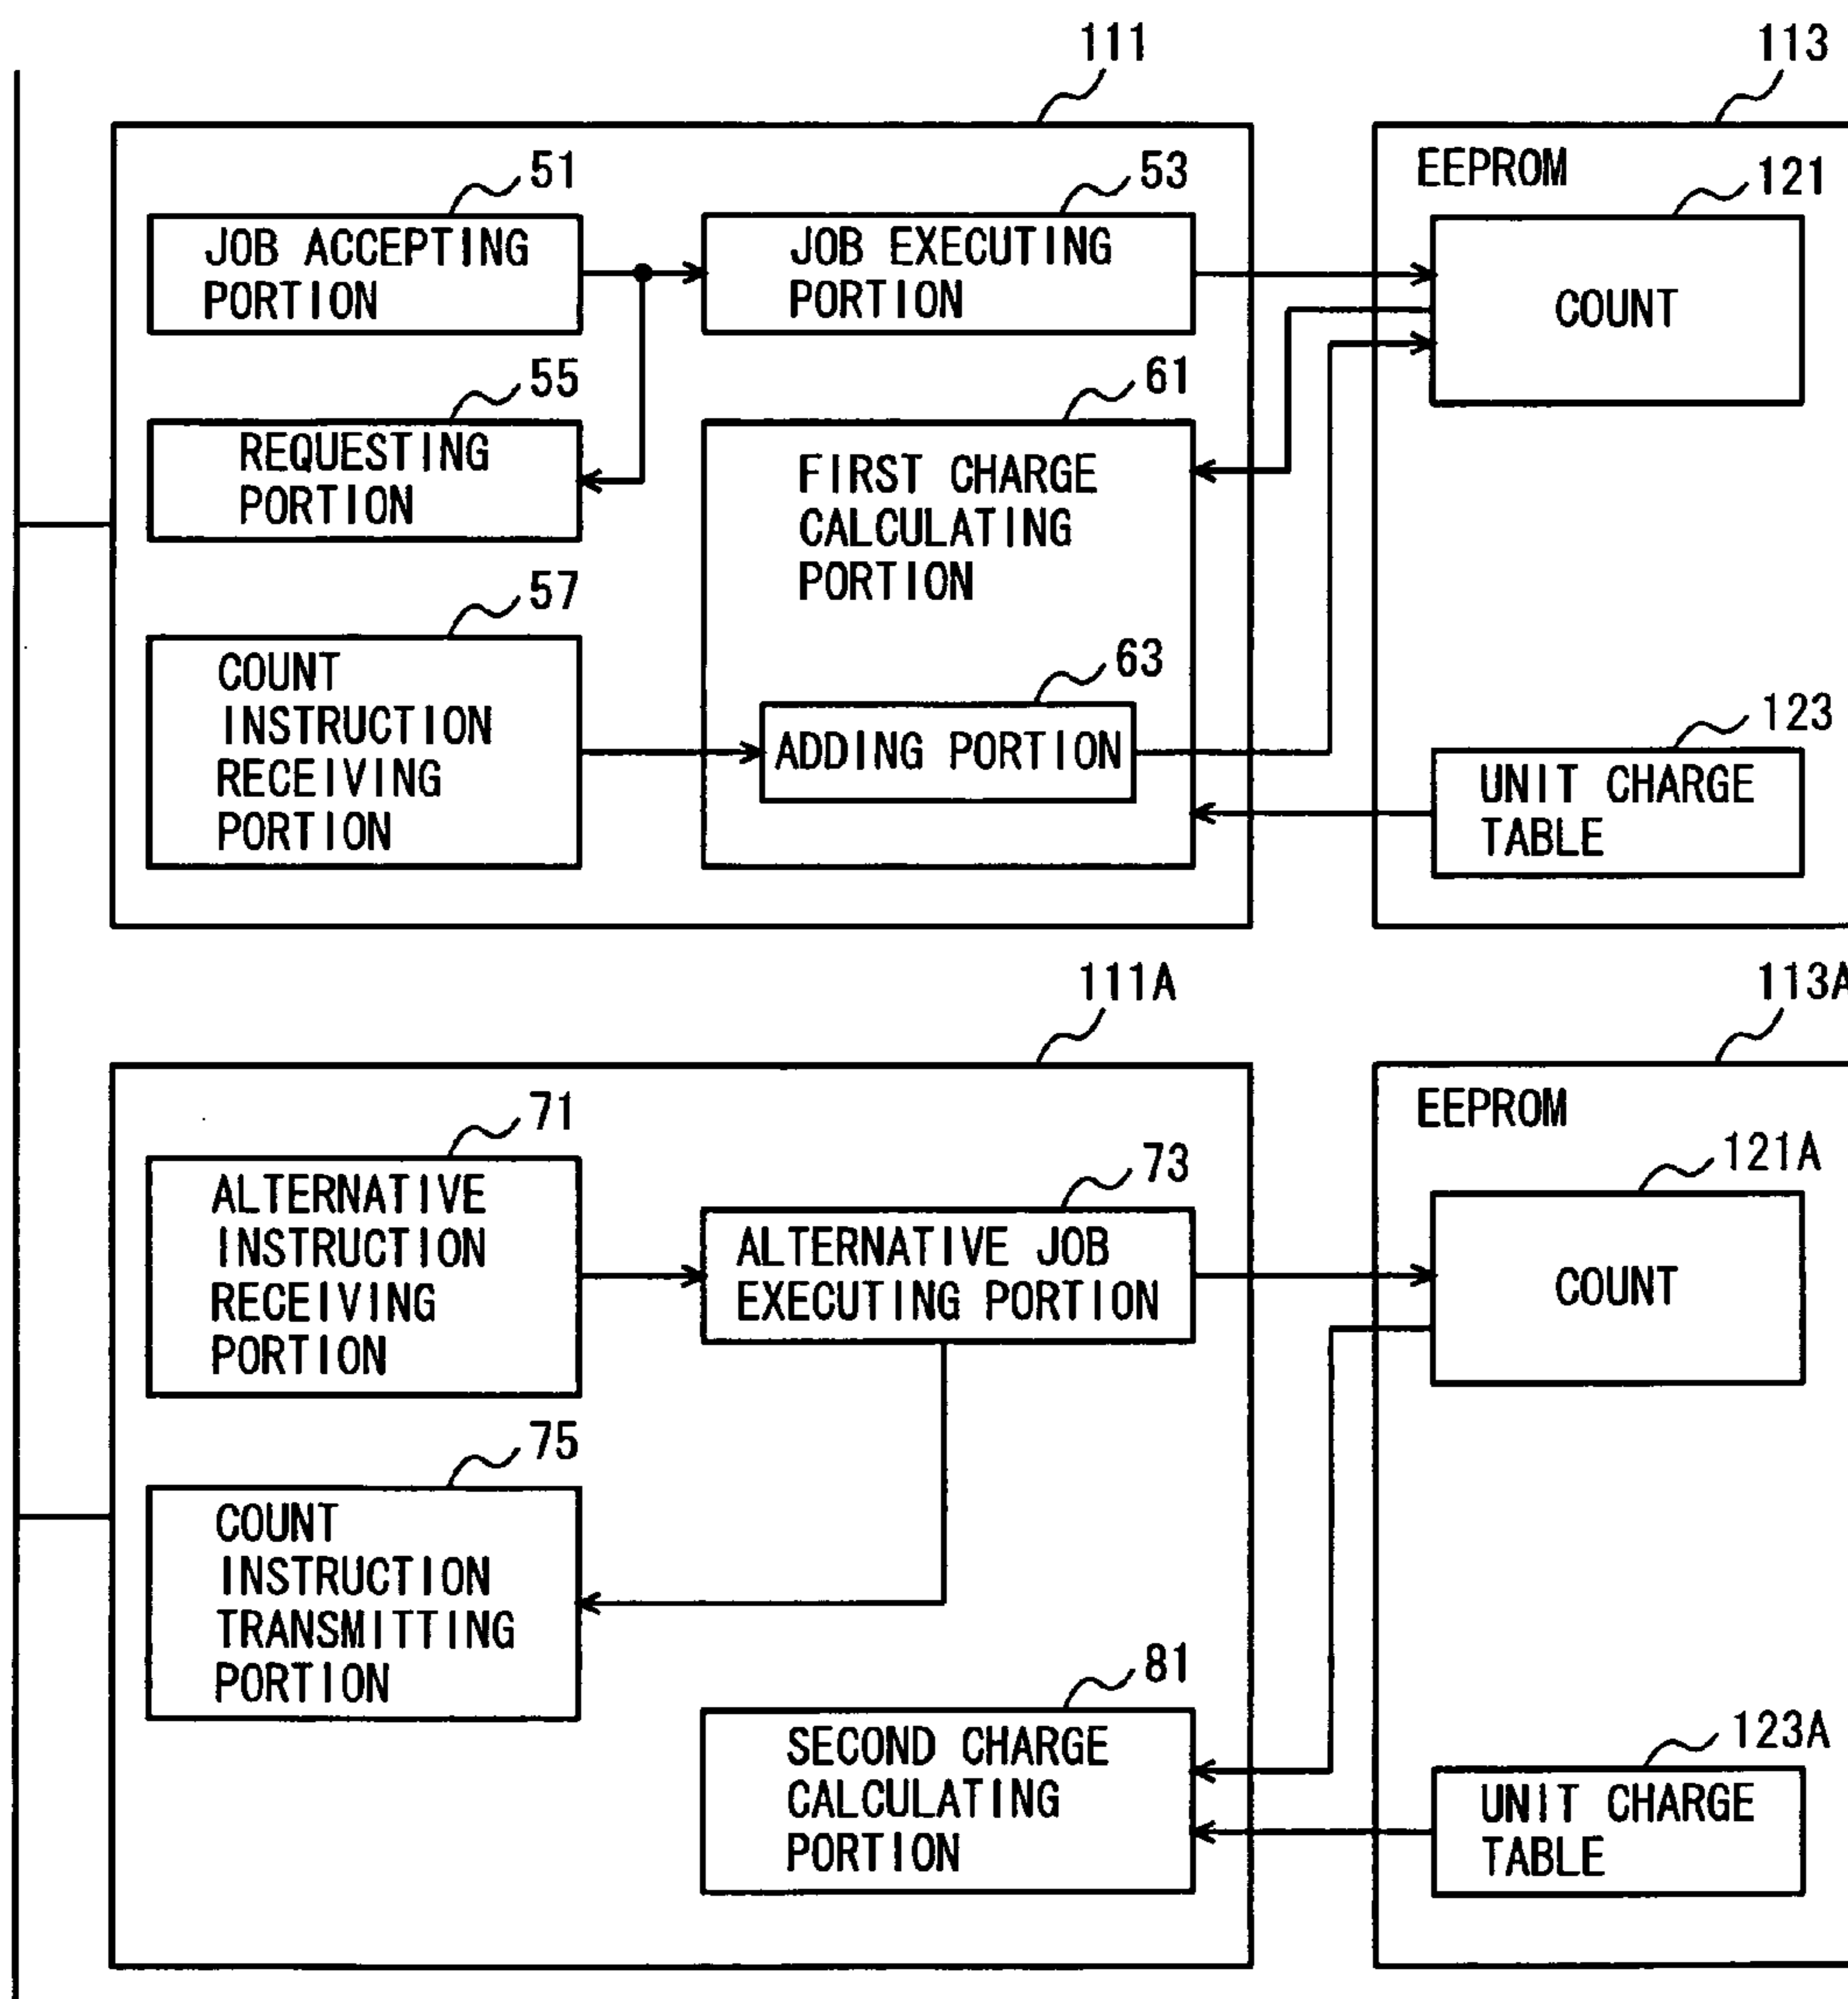 111
113
51
JOB ACCEPTING
PORTION
53
JOB EXECUTING
PORTION
EEPROM
121
COUNT
55
REQUESTING
PORTION
61
FIRST CHARGE
CALCULATING
PORTION
57
COUNT
INSTRUCTION
RECEIVING
PORTION
63
ADDING PORTION
123
UNIT CHARGE
TABLE
111A
113A
71
ALTERNATIVE
INSTRUCTION
RECEIVING
PORTION
73
ALTERNATIVE JOB
EXECUTING PORTION
EEPROM
121A
COUNT
75
COUNT
INSTRUCTION
TRANSMITTING
PORTION
81
SECOND CHARGE
CALCULATING
PORTION
123A
UNIT CHARGE
TABLE